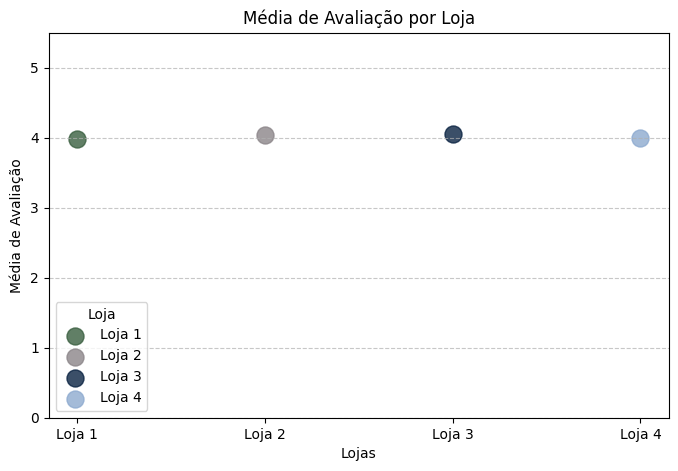 Média de Avaliação por Loja
Média de Avaliação
5
4
3
2
1
0
Loja
Loja 1
Loja 2
Loja 3
Loja 4
Loja 1 Loja 2 Loja 3 Loja 4
Lojas